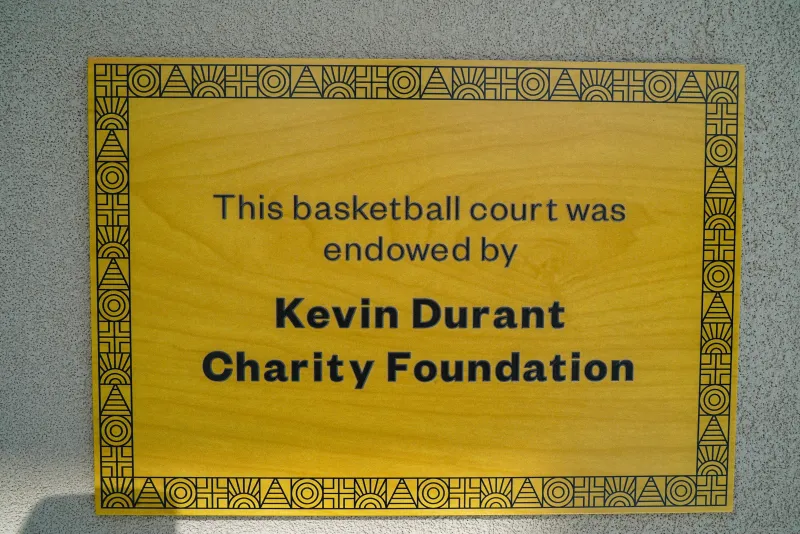 This basketball court was
endowed by
Kevin Durant
Charity Foundation